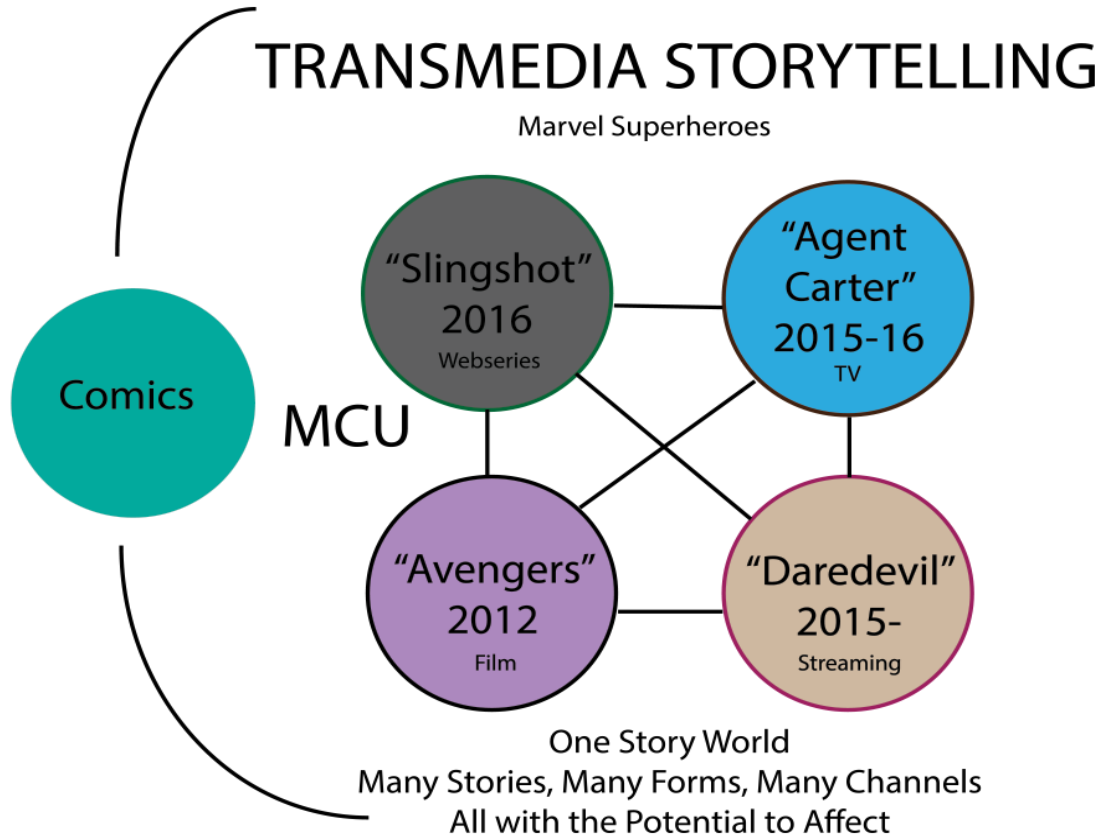 TRANSMEDIA STORYTELLING
Marvel Superheroes
“Slingshot”
2016
Webseries
“Agent
Carter”
2015-16
TV
Comics
MCU
“Avengers”
2012
Film
“Daredevil”
2015-
Streaming
One Story World
Many Stories, Many Forms, Many Channels
All with the Potential to Affect